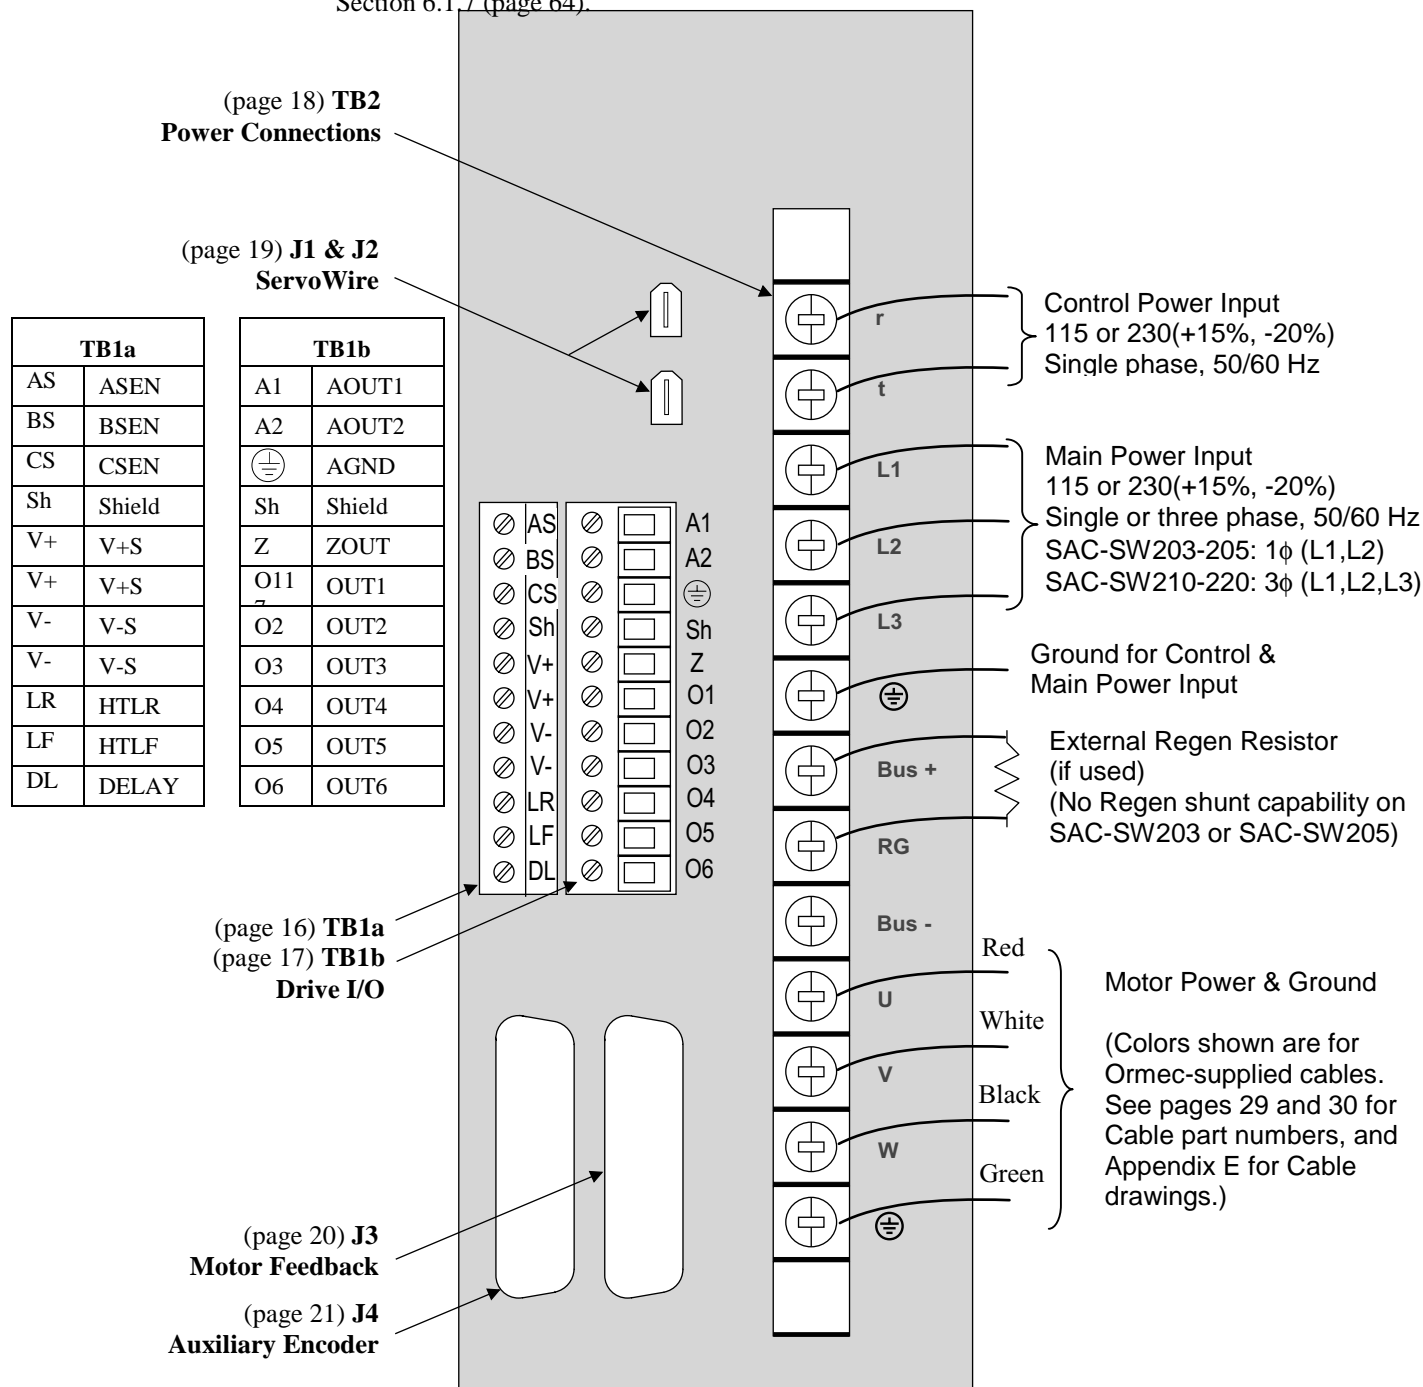 Section 6.1.7 (page 64).
(page 18) TB2
Power Connections
(page 19) J1 & J2
ServoWire
TB1a
AS ASEN
BS BSEN
CS CSEN
Sh Shield
V+ V+S
V+ V+S
V- V-S
V- V-S
LR HTLR
LF HTLF
DL DELAY
TB1b
A1 AOUT1
A2 AOUT2
AGND
Sh Shield
Z ZOUT
O11 OUT1
O2 OUT2
O3 OUT3
O4 OUT4
O5 OUT5
O6 OUT6
AS A1
BS A2
CS
Sh Sh
V+ Z
V+ O1
V- O2
V- O3
LR O4
LF O5
DL O6
(page 16) TB1a
(page 17) TB1b
Drive I/O
(page 20) J3
Motor Feedback
(page 21) J4
Auxiliary Encoder
r
t
L1
L2
L3
Bus +
RG
Bus -
U
V
W
Control Power Input
115 or 230(+15%, -20%)
Single phase, 50/60 Hz
Main Power Input
115 or 230(+15%, -20%)
Single or three phase, 50/60 Hz
SAC-SW203-205: 1ϕ (L1,L2)
SAC-SW210-220: 3ϕ (L1,L2,L3)
Ground for Control &
Main Power Input
External Regen Resistor
(if used)
(No Regen shunt capability on
SAC-SW203 or SAC-SW205)
Red
White
Black
Green
Motor Power & Ground
(Colors shown are for
Ormec-supplied cables.
See pages 29 and 30 for
Cable part numbers, and
Appendix E for Cable
drawings.)